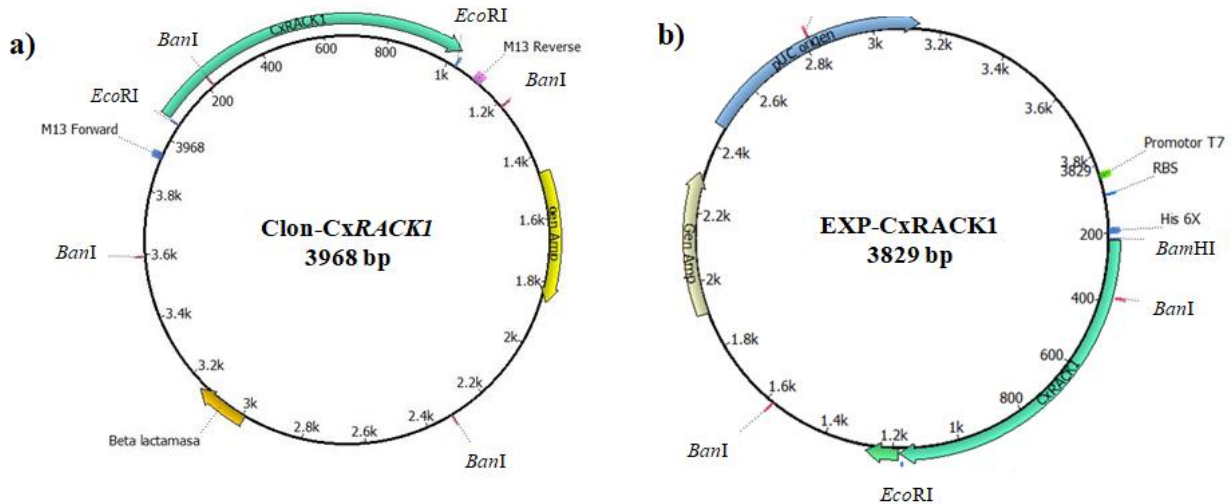 a)
CxRACK1
EcoRI
BanI
M13 Reverse
BanI
EcoRI
M13 Forward
3968
200
400
600
800
1k
1.2k
1.4k
1.6k
1.8k
2k
2.2k
2.4k
2.6k
2.8k
3k
3.2k
3.4k
3.6k
3.8k
gen Amp
Clon-CxRACK1
3968 bp
BanI
Beta lactamasa
BanI
b)
pUC origen
3k
3.2k
3.4k
3.6k
3.8k
3829
Promotor T7
RBS
His 6X
200
BamHI
400
BanI
600
CxRACK1
800
1k
1.2k
EcoRI
1.4k
1.6k
BanI
1.8k
2k
2.2k
Gen Amp
2.4k
2.6k
2.8k
EXP-CxRACK1
3829 bp